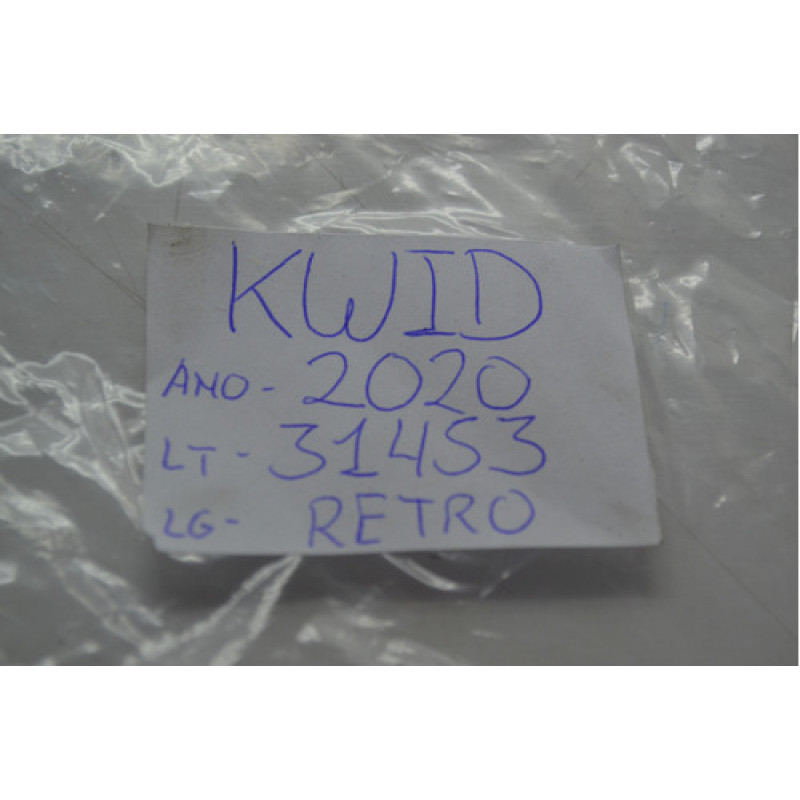 KWID
ANO - 2020
LT - 31453
LG - RETRO